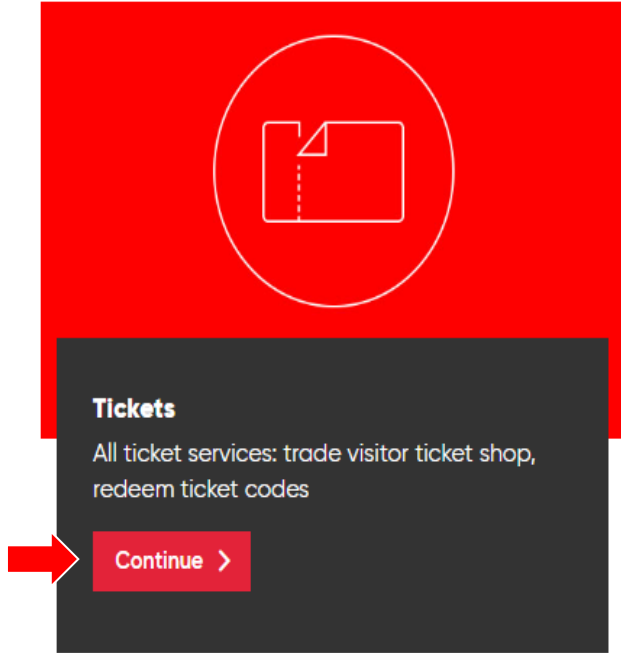 Tickets
All ticket services: trade visitor ticket shop,
redeem ticket codes
Continue